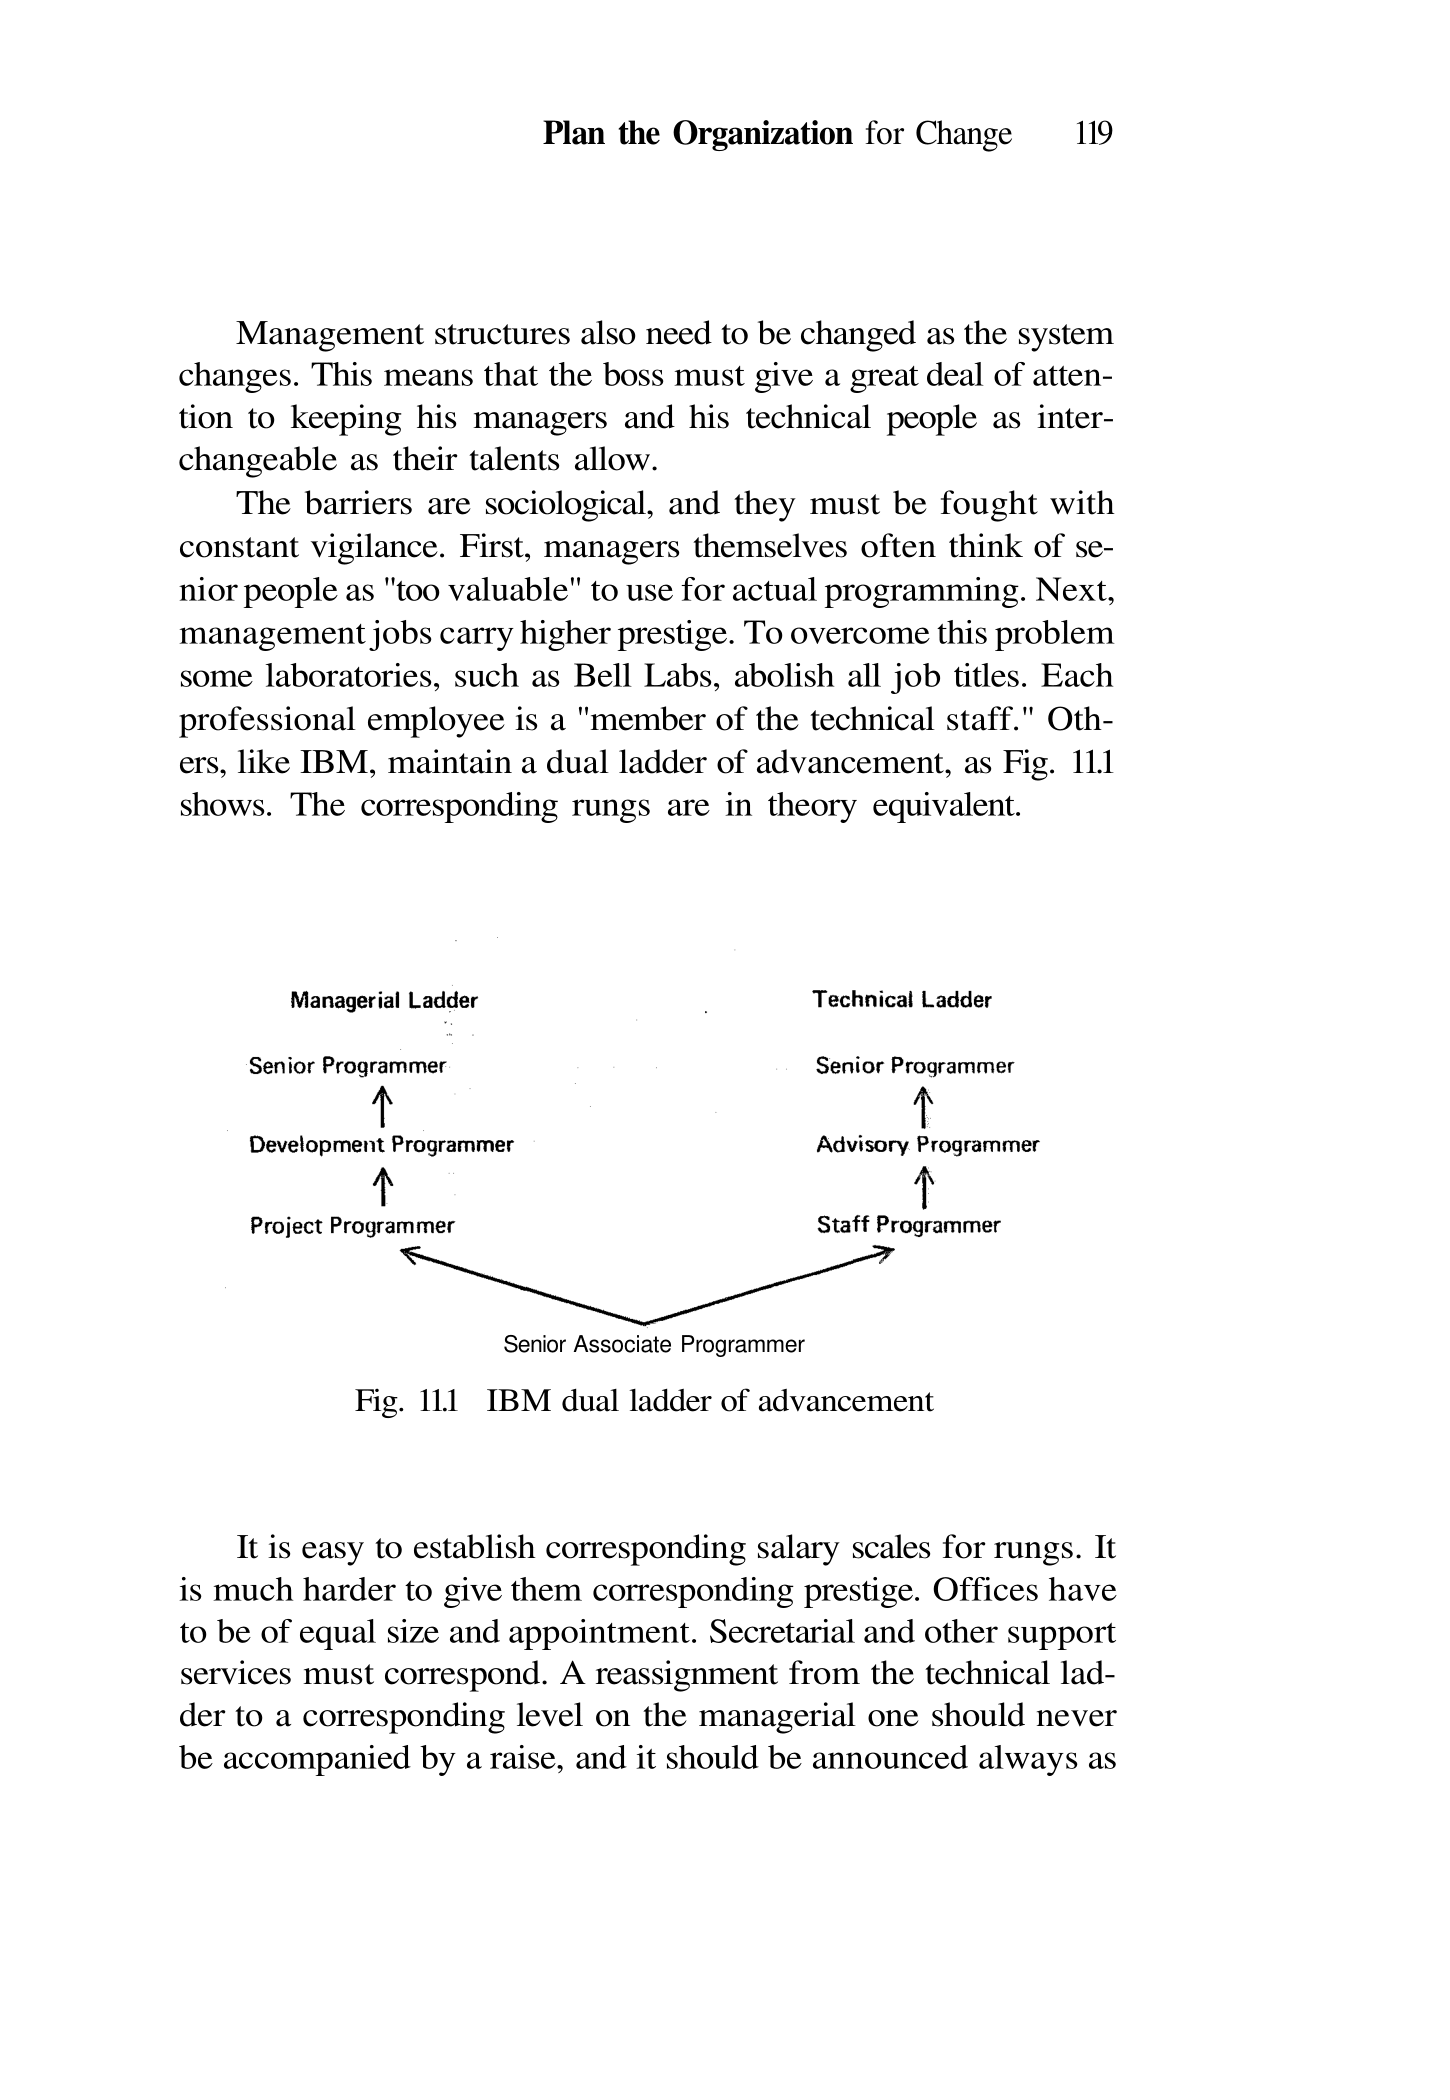 Plan the Organization for Change 119
Management structures also need to be changed as the system
changes. This means that the boss must give a great deal of atten-
tion to keeping his managers and his technical people as inter-
changeable as their talents allow.
The barriers are sociological, and they must be fought with
constant vigilance. First, managers themselves often think of se-
nior people as "too valuable" to use for actual programming. Next,
management jobs carry higher prestige. To overcome this problem
some laboratories, such as Bell Labs, abolish all job titles. Each
professional employee is a "member of the technical staff." Oth-
ers, like IBM, maintain a dual ladder of advancement, as Fig. 11.1
shows. The corresponding rungs are in theory equivalent.
Managerial Ladder Technical Ladder
Senior Programmer Senior Programmer
Development Programmer Advisory Programmer
Project Programmer Staff Programmer
Senior Associate Programmer
Fig. 11.1 IBM dual ladder of advancement
It is easy to establish corresponding salary scales for rungs. It
is much harder to give them corresponding prestige. Offices have
to be of equal size and appointment. Secretarial and other support
services must correspond. A reassignment from the technical lad-
der to a corresponding level on the managerial one should never
be accompanied by a raise, and it should be announced always as